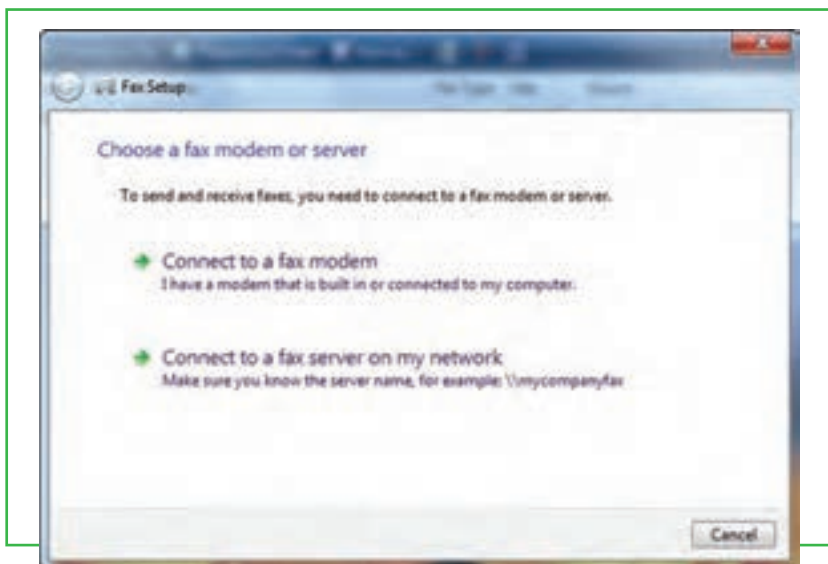 Fax Setup
Choose a fax modem or server
To send and receive faxes, you need to connect to a fax modem or server.
Connect to a fax modem
I have a modem that is built in or connected to my computer.
Connect to a fax server on my network
Make sure you know the server name, for example: \\mycompanyfax
Cancel